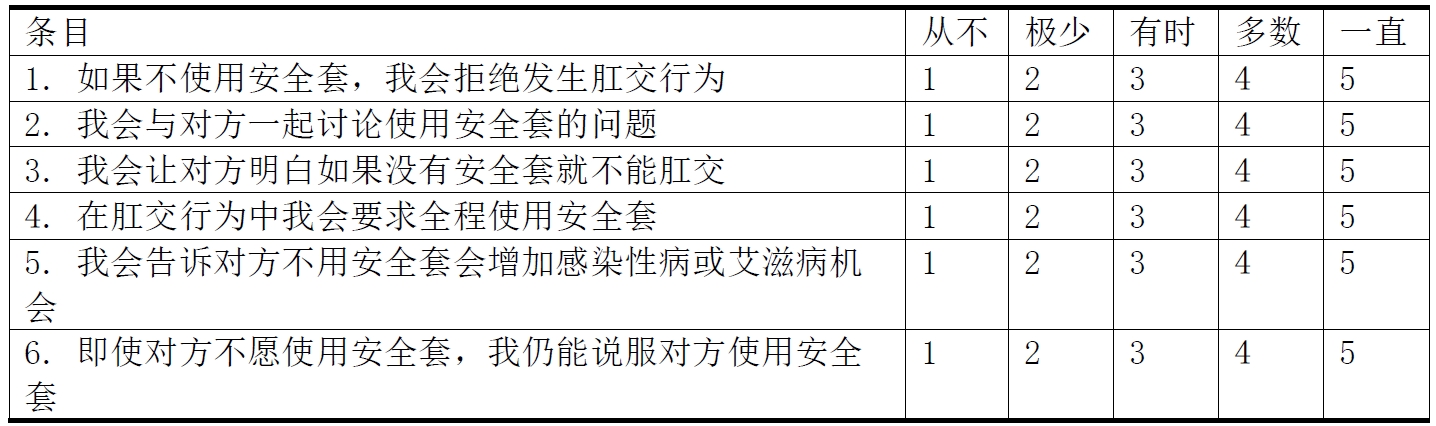 条目 从不 极少 有时 多数 一直
1. 如果不使用安全套，我会拒绝发生肛交行为 1 2 3 4 5
2. 我会与对方一起讨论使用安全套的问题 1 2 3 4 5
3. 我会让对方明白如果没有安全套就不能肛交 1 2 3 4 5
4. 在肛交行为中我会要求全程使用安全套 1 2 3 4 5
5. 我会告诉对方不用安全套会增加感染性病或艾滋病机 1 2 3 4 5
会
6. 即使对方不愿使用安全套，我仍能说服对方使用安全 1 2 3 4 5
套